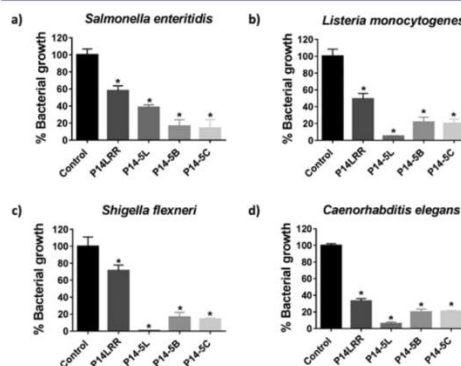 a) Salmonella enteritidis
% Bacterial growth
120
100
80
60
40
20
0
* * * *
Control P14LRR P14-5L P14-5B P14-5C
b) Listeria monocytogenes
% Bacterial growth
120
100
80
60
40
20
0
* * * *
Control P14LRR P14-5L P14-5B P14-5C
c) Shigella flexneri
% Bacterial growth
120
100
80
60
40
20
0
* * * *
Control P14LRR P14-5L P14-5B P14-5C
d) Caenorhabditis elegans
% Bacterial growth
120
100
80
60
40
20
0
* * * *
Control P14LRR P14-5L P14-5B P14-5C